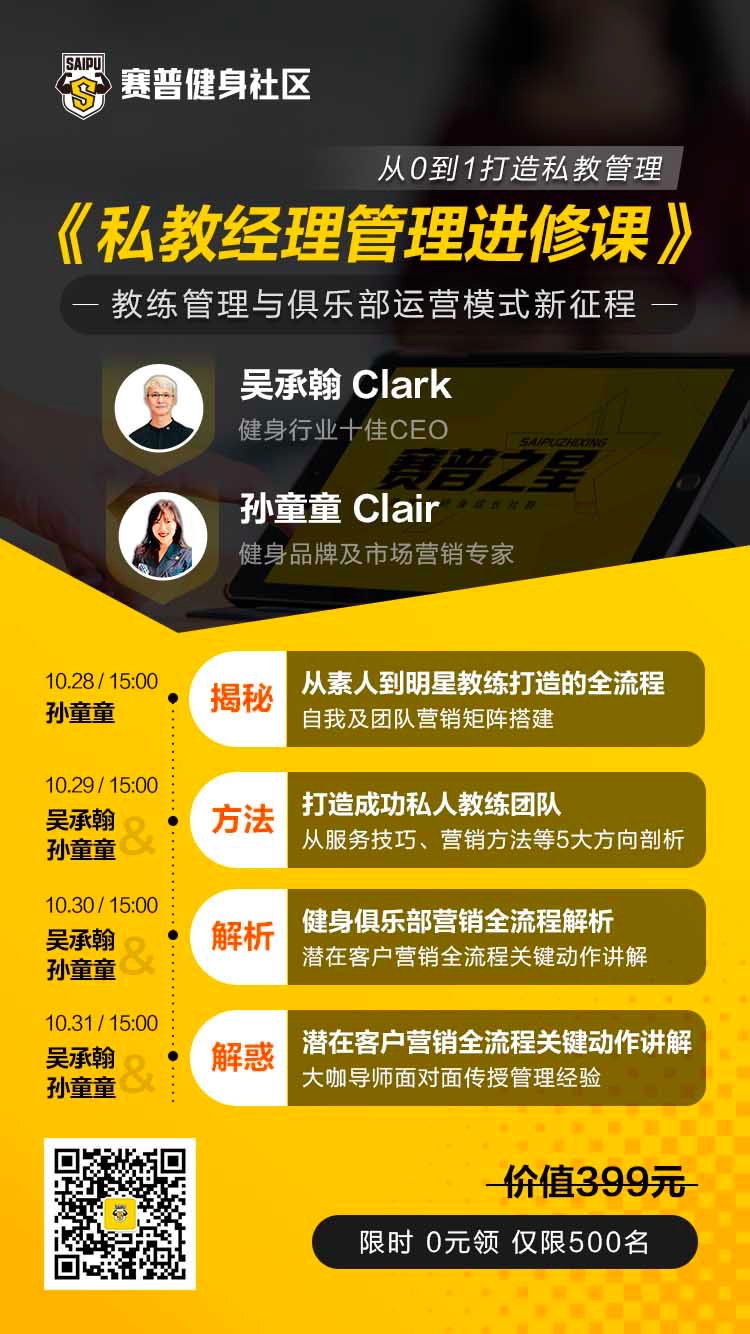 SAIPU
S
赛普健身社区
从0到1打造私教管理
《私教经理管理进修课》
教练管理与俱乐部运营模式新征程
吴承翰 Clark
健身行业十佳CEO
SAIPUZHIXING
赛普之星
孙童童 Clair
健身品牌及市场营销专家
10.28 / 15:00
孙童童
揭秘
从素人到明星教练打造的全流程
自我及团队营销矩阵搭建
10.29 / 15:00
吴承翰
&
孙童童
方法
打造成功私人教练团队
从服务技巧、营销方法等5大方向剖析
10.30 / 15:00
吴承翰
&
孙童童
解析
健身俱乐部营销全流程解析
潜在客户营销全流程关键动作讲解
10.31 / 15:00
吴承翰
&
孙童童
解惑
潜在客户营销全流程关键动作讲解
大咖导师面对面传授管理经验
价值399元
限时 0元领 仅限500名